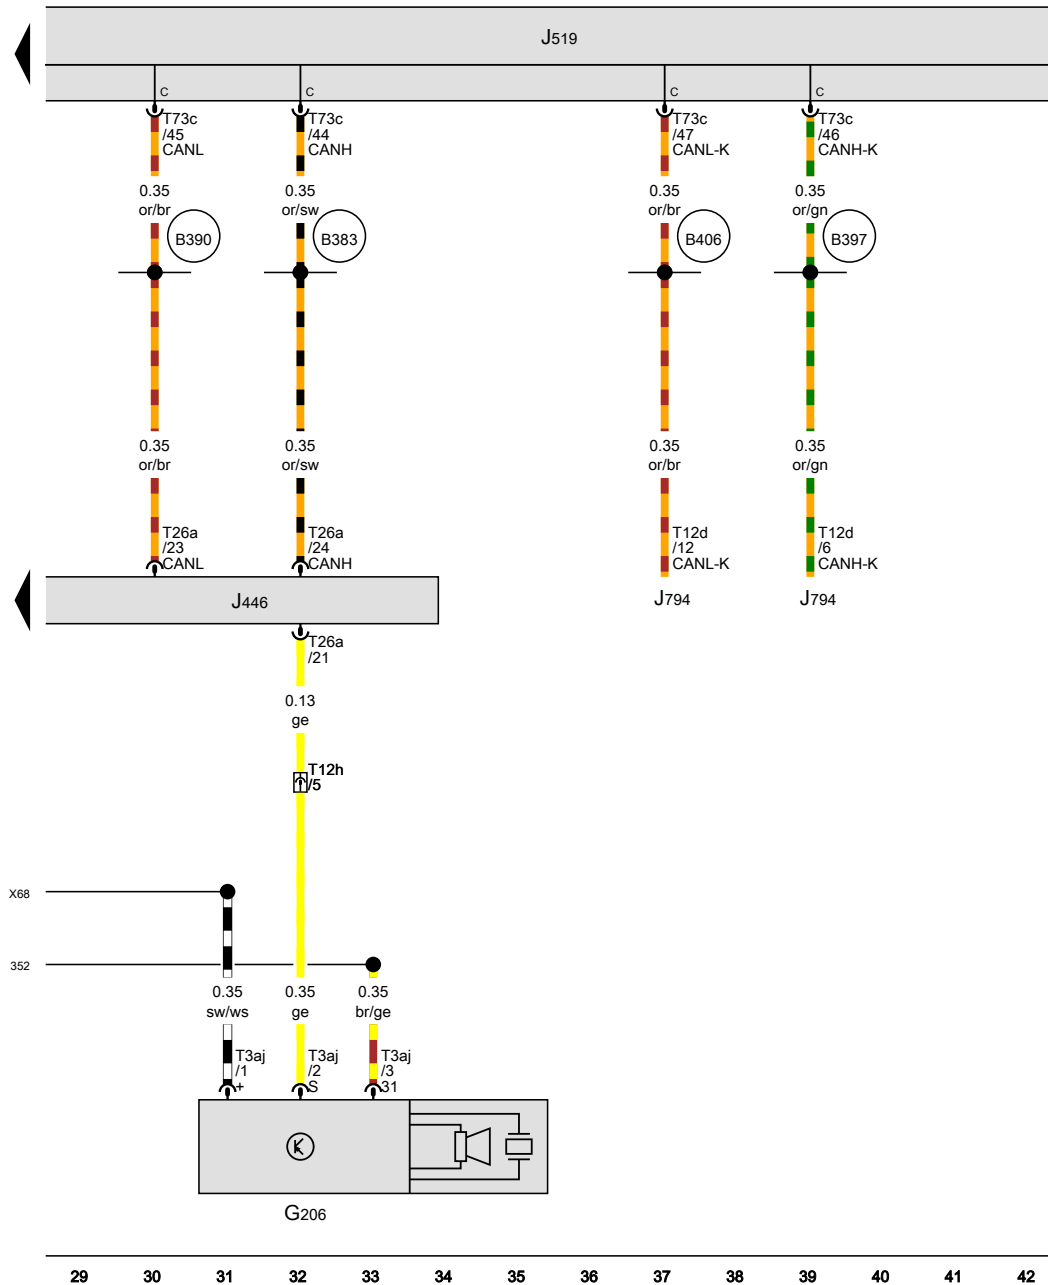 J519
c c c c
T73c T73c T73c T73c
/45 /44 /47 /46
CANL CANH CANL-K CANH-K
0.35 0.35 0.35 0.35
or/br or/sw or/br or/gn
B390 B383 B406 B397
0.35 0.35 0.35 0.35
or/br or/sw or/br or/gn
T26a T26a T12d T12d
/23 /24 /12 /6
CANL CANH CANL-K CANH-K
J446 J794 J794
T26a
/21
0.13
ge
T12h
/5
X68
352
0.35 0.35 0.35
sw/ws ge br/ge
T3aj T3aj T3aj
/1 /2 /3
+ S 31
G206
29 30 31 32 33 34 35 36 37 38 39 40 41 42